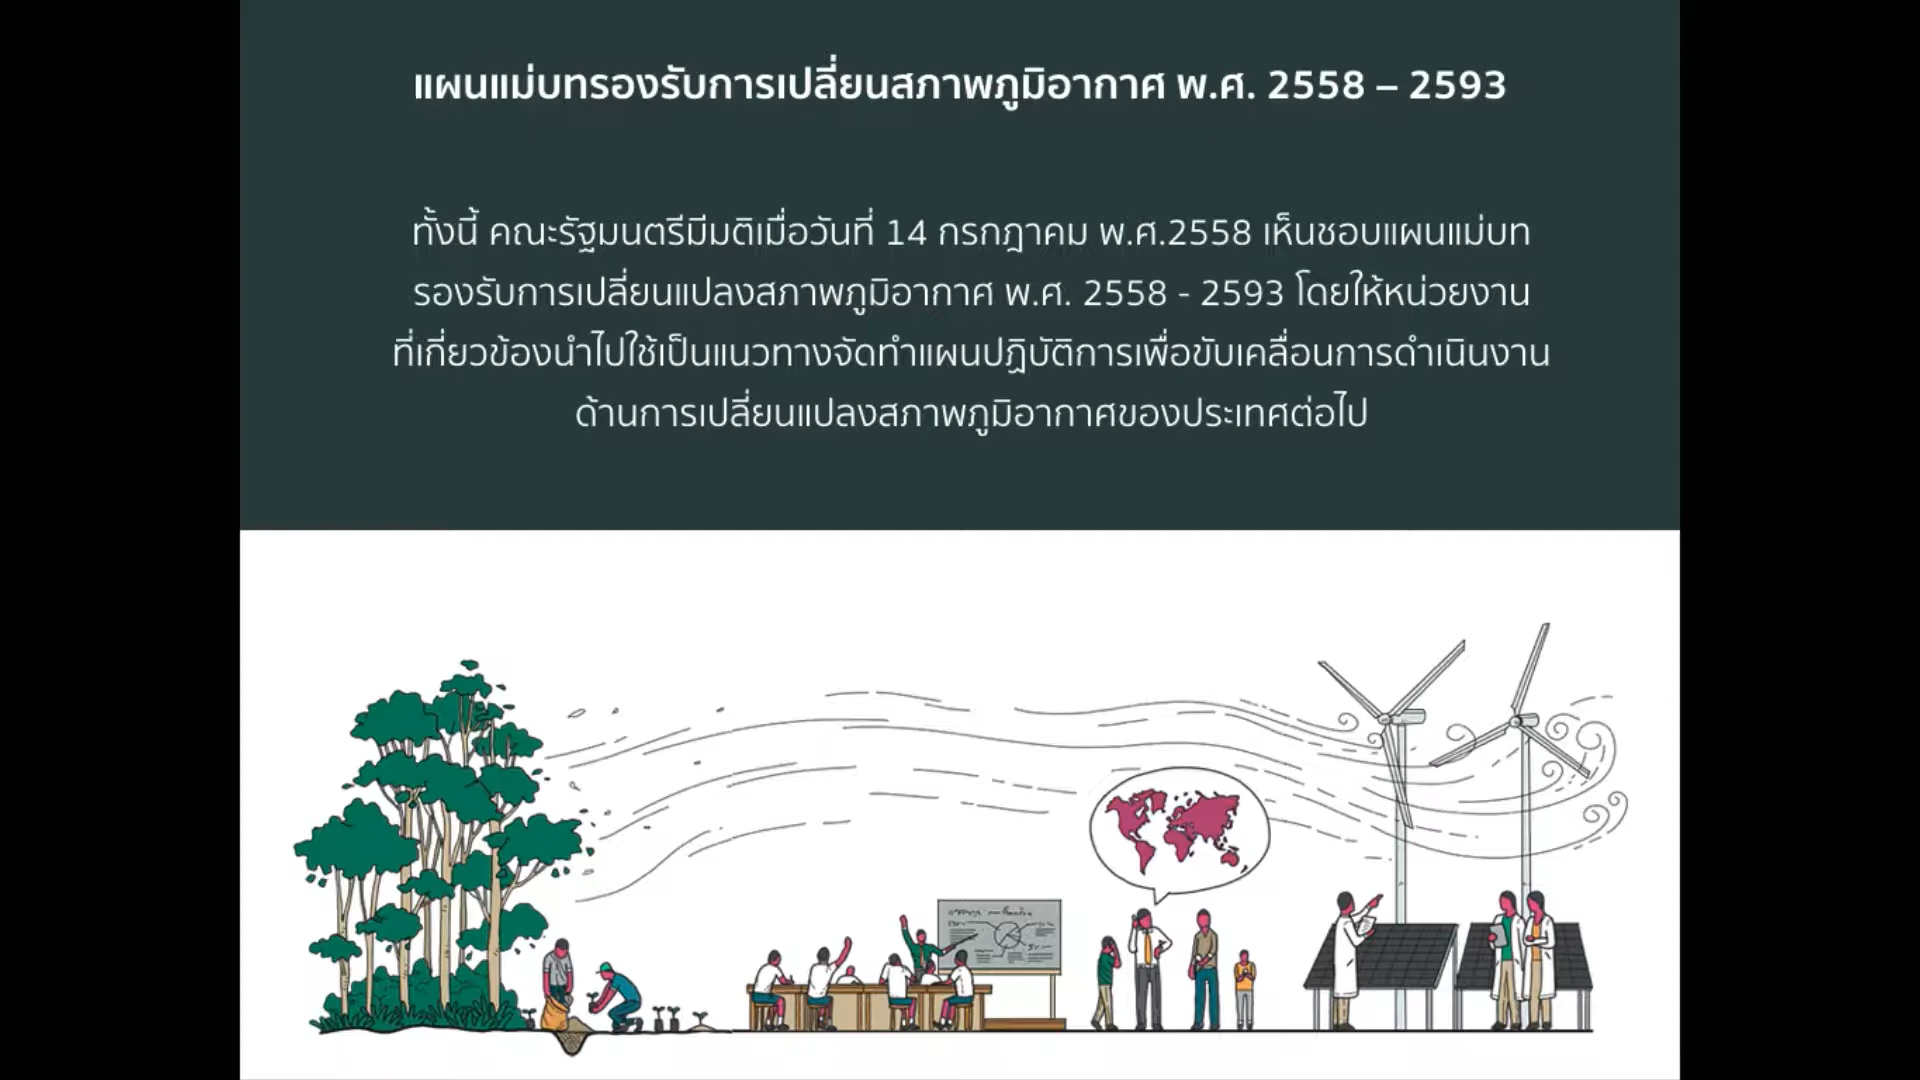 แผนแม่บทรองรับการเปลี่ยนสภาพภูมิอากาศ พ.ศ. 2558 – 2593
ทั้งนี้ คณะรัฐมนตรีมีมติเมื่อวันที่ 14 กรกฎาคม พ.ศ.2558 เห็นชอบแผนแม่บท
รองรับการเปลี่ยนแปลงสภาพภูมิอากาศ พ.ศ. 2558 - 2593 โดยให้หน่วยงาน
ที่เกี่ยวข้องนำไปใช้เป็นแนวทางจัดทำแผนปฏิบัติการเพื่อขับเคลื่อนการดำเนินงาน
ด้านการเปลี่ยนแปลงสภาพภูมิอากาศของประเทศต่อไป